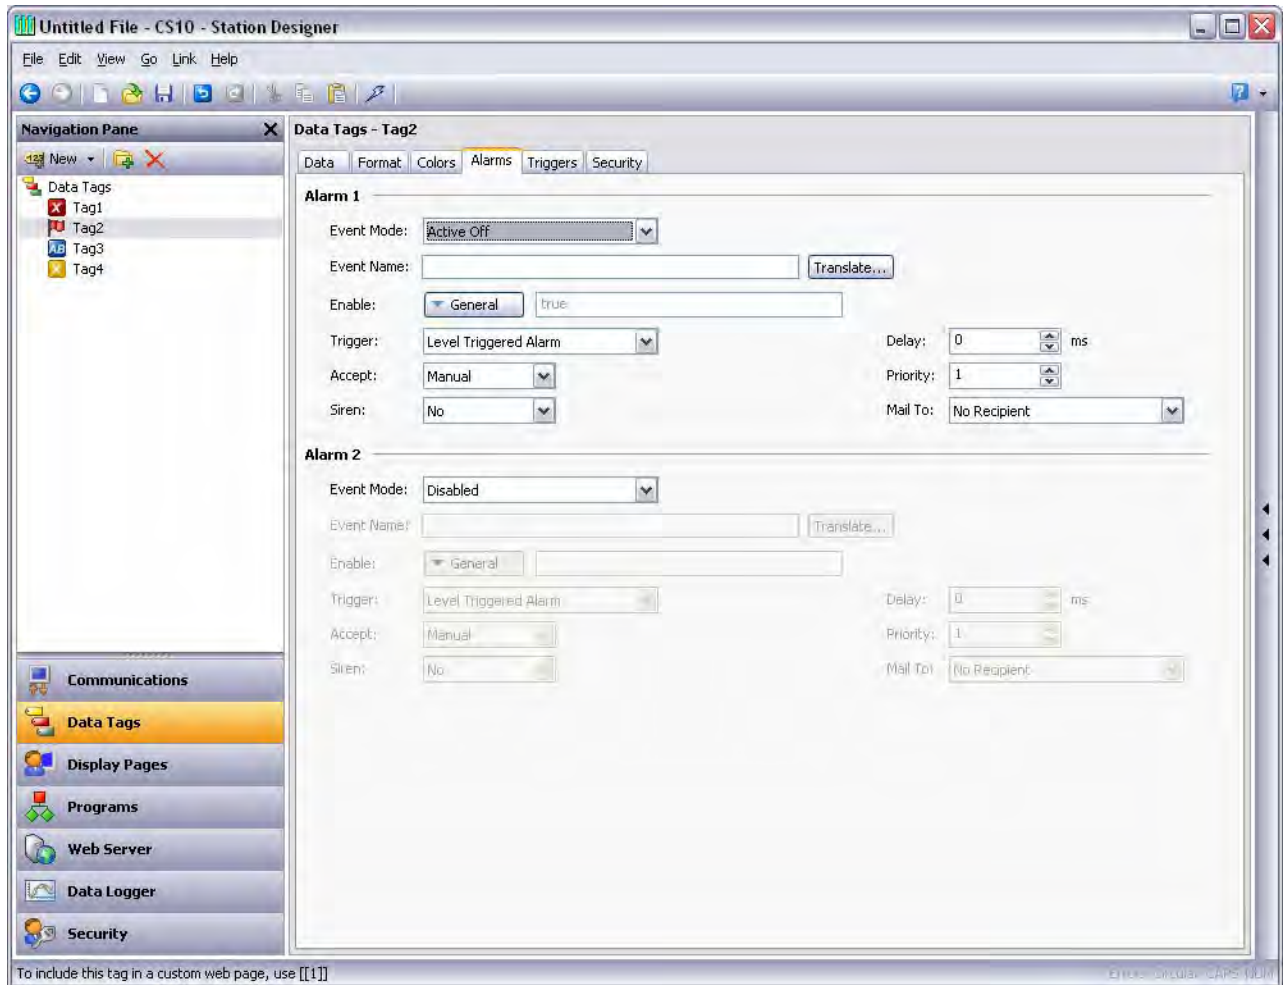 Untitled File - CS10 - Station Designer
File Edit View Go Link Help
Navigation Pane
New
Data Tags
Tag1
Tag2
Tag3
Tag4
Communications
Data Tags
Display Pages
Programs
Web Server
Data Logger
Security
Data Tags - Tag2
Data Format Colors Alarms Triggers Security
Alarm 1
Event Mode: Active Off
Event Name: Translate...
Enable: General true
Trigger: Level Triggered Alarm Delay: 0 ms
Accept: Manual Priority: 1
Siren: No Mail To: No Recipient
Alarm 2
Event Mode: Disabled
Event Name: Translate...
Enable: General
Trigger: Level Triggered Alarm Delay: 0 ms
Accept: Manual Priority: 1
Siren: No Mail To: No Recipient
To include this tag in a custom web page, use [[1]]
Circular CAPS NUM